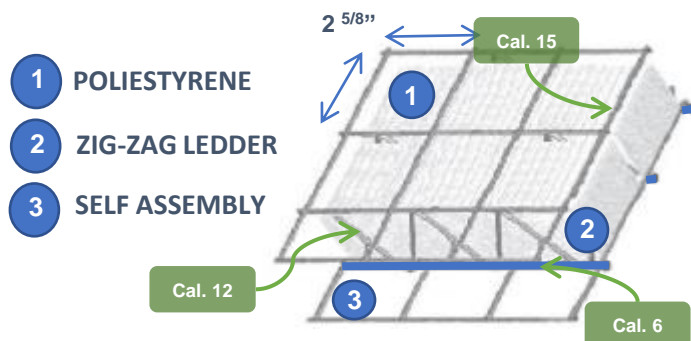 2 5/8”
Cal. 15
1 POLIESTYRENE
1
2 ZIG-ZAG LEDDER
3 SELF ASSEMBLY
2
Cal. 12
3
Cal. 6